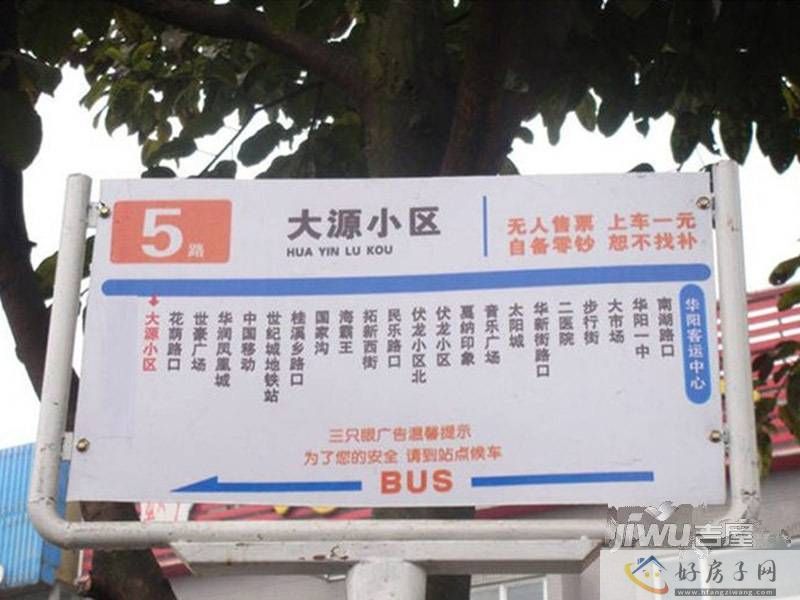 5路
大源小区
HUA YIN LU KOU
无人售票 上车一元
自备零钞 恕不找补
大源小区
花荫路口
世豪广场
华润凤凰城
中国移动
世纪城地铁站
桂溪乡路口
国家沟
海霸王
拓新西街
民乐路口
伏龙小区北
伏龙小区
莫纳印象
音乐广场
太阳城
华新街路口
二医院
步行街
大市场
华阳一中
南湖路口
华阳客运中心
三只眼广告温馨提示
为了您的安全 请到站点候车
BUS
jiwu吉屋
好房子网
www.hfangziwang.com